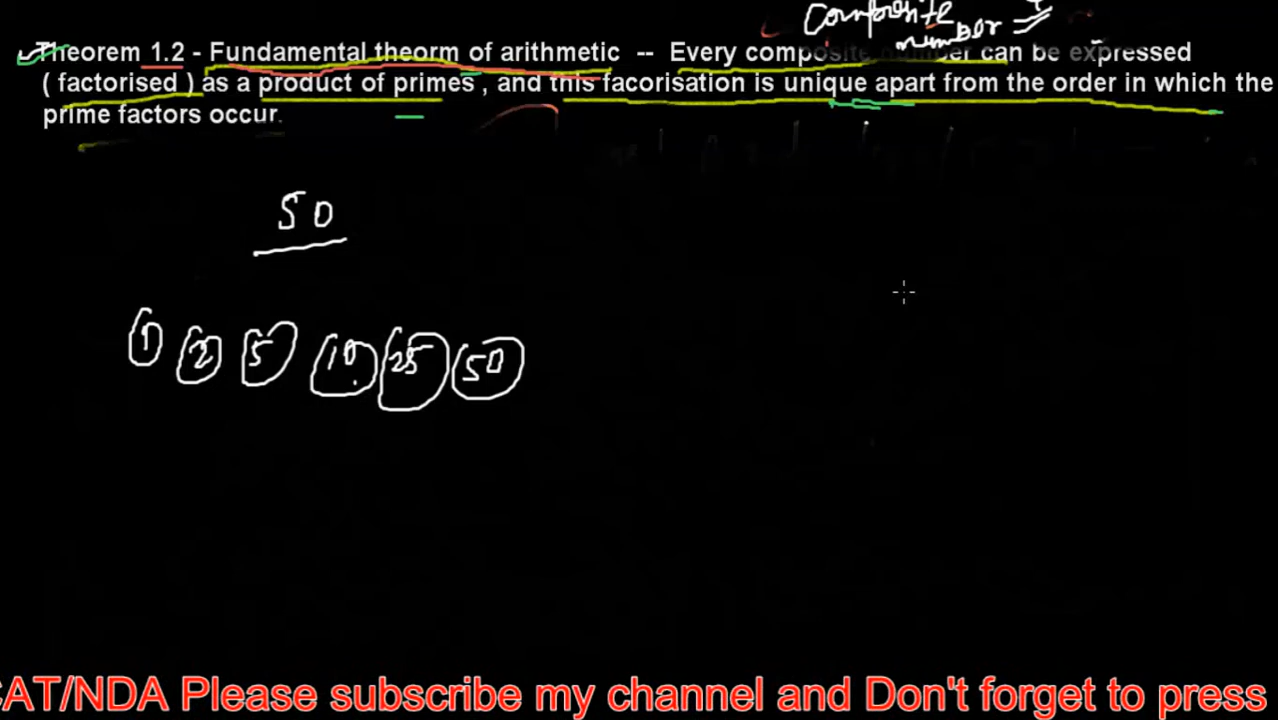 Composite
number
Theorem 1.2 - Fundamental theorm of arithmetic -- Every composite number can be expressed
( factorised ) as a product of primes , and this facorisation is unique apart from the order in which the
prime factors occur.
50
1 2 5 10 25 50
CAT/NDA Please subscribe my channel and Don't forget to press